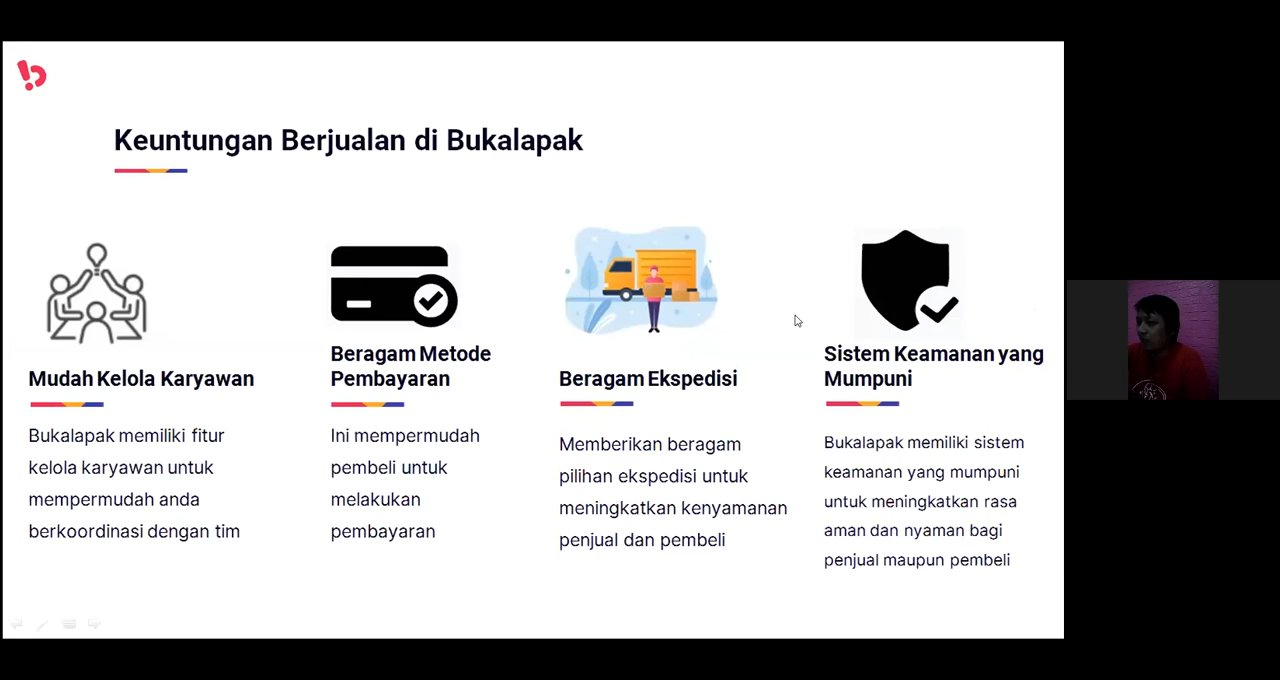 Keuntungan Berjualan di Bukalapak
Mudah Kelola Karyawan
Bukalapak memiliki fitur
kelola karyawan untuk
mempermudah anda
berkoordinasi dengan tim
Beragam Metode
Pembayaran
Ini mempermudah
pembeli untuk
melakukan
pembayaran
Beragam Ekspedisi
Memberikan beragam
pilihan ekspedisi untuk
meningkatkan kenyamanan
penjual dan pembeli
Sistem Keamanan yang
Mumpuni
Bukalapak memiliki sistem
keamanan yang mumpuni
untuk meningkatkan rasa
aman dan nyaman bagi
penjual maupun pembeli